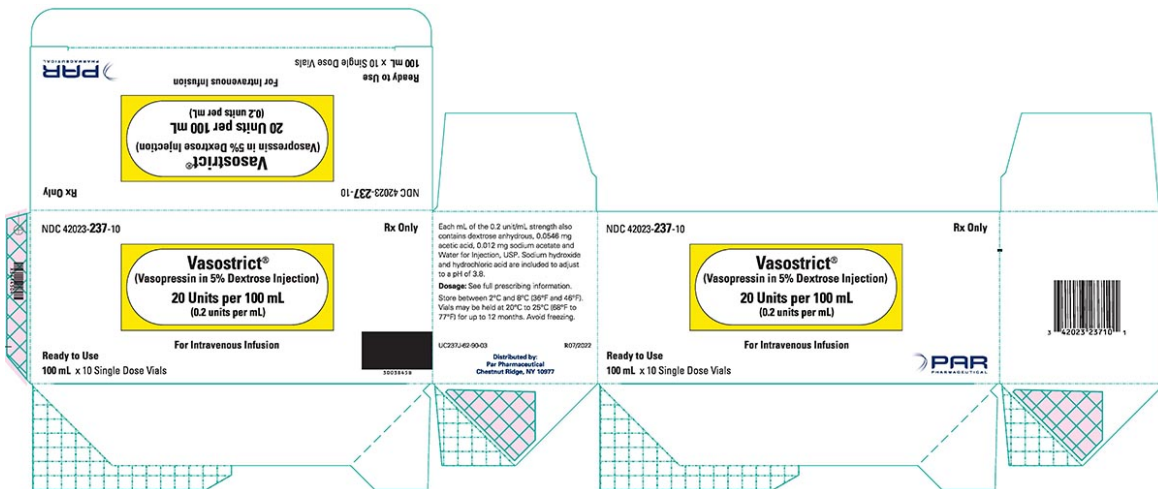 PAR
PHARMACEUTICAL
100 mL x 10 Single Dose Vials
Ready to Use
For Intravenous Infusion
(0.2 units per mL)
20 Units per 100 mL
(Vasopressin in 5% Dextrose Injection)
Vasostrict®
Rx Only
NDC 42023-237-10
NDC 42023-237-10
Rx Only
Vasostrict®
(Vasopressin in 5% Dextrose Injection)
20 Units per 100 mL
(0.2 units per mL)
For Intravenous Infusion
Ready to Use
100 mL x 10 Single Dose Vials
30038438
Each mL of the 0.2 unit/mL strength also
contains dextrose anhydrous, 0.0546 mg
acetic acid, 0.012 mg sodium acetate and
Water for Injection, USP. Sodium hydroxide
and hydrochloric acid are included to adjust
to a pH of 3.8.
Dosage: See full prescribing information.
Store between 2°C and 8°C (36°F and 46°F).
Vials may be held at 20°C to 25°C (68°F to
77°F) for up to 12 months. Avoid freezing.
UC237U-62-90-03
R07/2022
Distributed by:
Par Pharmaceutical
Chestnut Ridge, NY 10977
NDC 42023-237-10
Rx Only
Vasostrict®
(Vasopressin in 5% Dextrose Injection)
20 Units per 100 mL
(0.2 units per mL)
For Intravenous Infusion
Ready to Use
100 mL x 10 Single Dose Vials
PAR
PHARMACEUTICAL
3 42023 23710 1